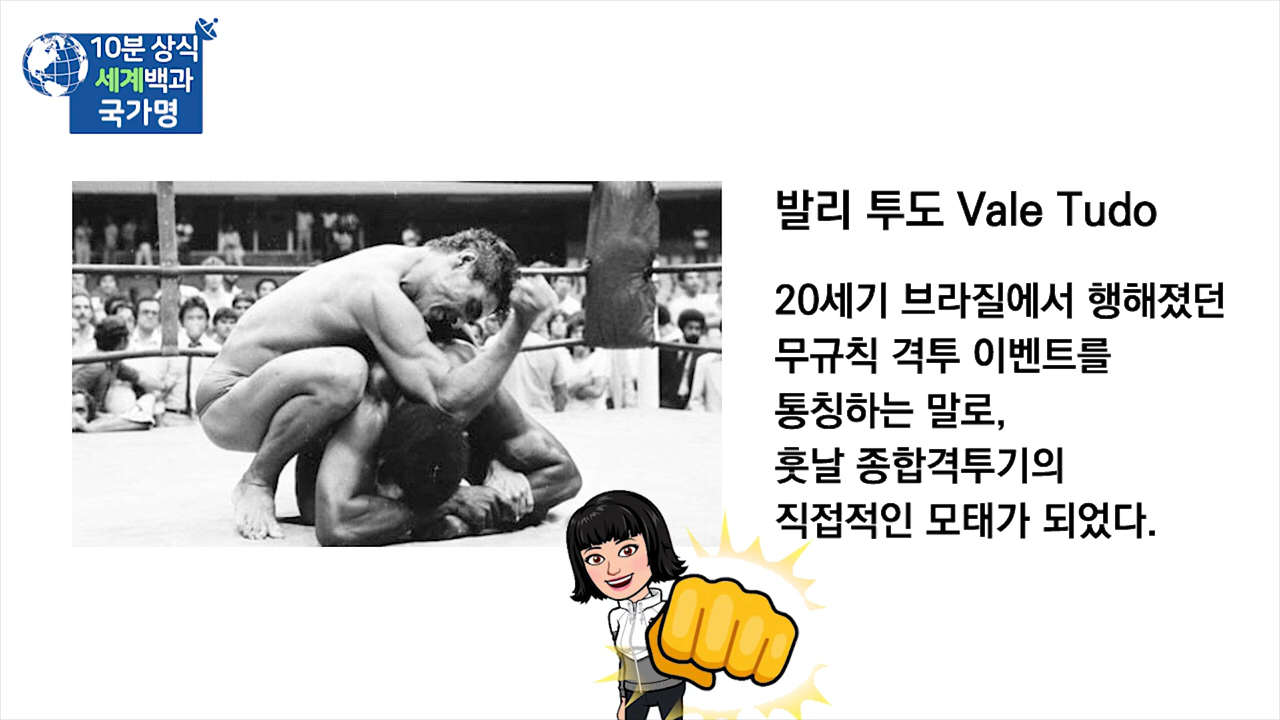 10분 상식
세계백과
국가명
발리 투도 Vale Tudo
20세기 브라질에서 행해졌던
무규칙 격투 이벤트를
통칭하는 말로,
훗날 종합격투기의
직접적인 모태가 되었다.